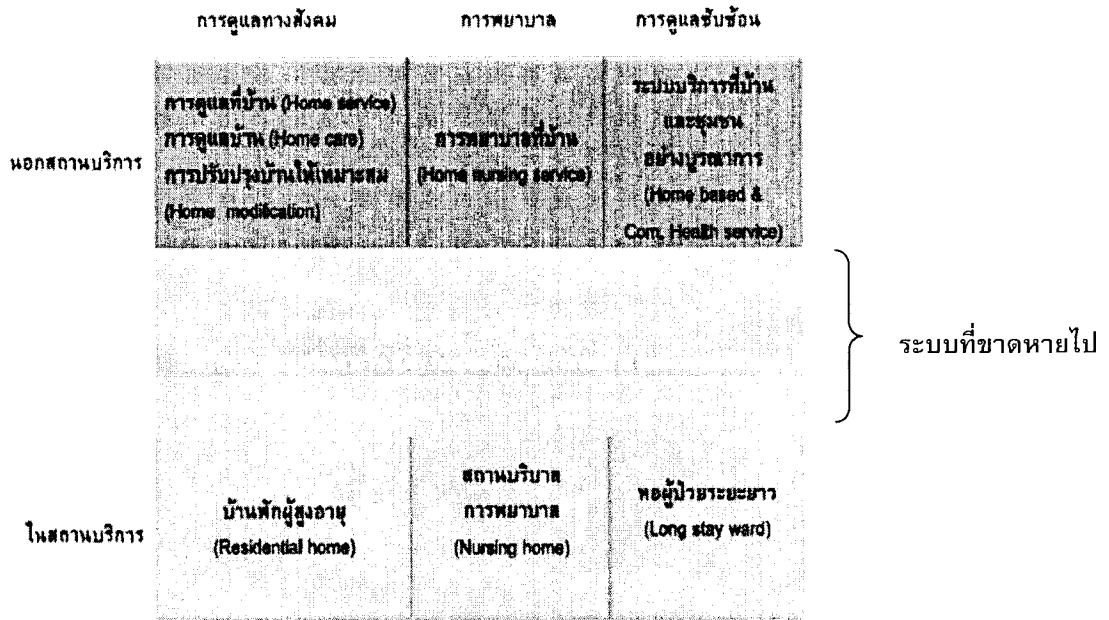 การดูแลทางสังคม การพยาบาล การดูแลซับซ้อน
นอกสถานบริการ
การดูแลที่บ้าน (Home service)
การดูแลบ้าน (Home care)
การปรับปรุงบ้านให้เหมาะสม
(Home modification)
การพยาบาลที่บ้าน
(Home nursing service)
ระบบบริการที่บ้าน
และชุมชน
อย่างบูรณาการ
(Home based &
Com. Health service)
ระบบที่ขาดหายไป
ในสถานบริการ
บ้านพักผู้สูงอายุ
(Residential home)
สถานบริบาล
การพยาบาล
(Nursing home)
หอผู้ป่วยระยะยาว
(Long stay ward)